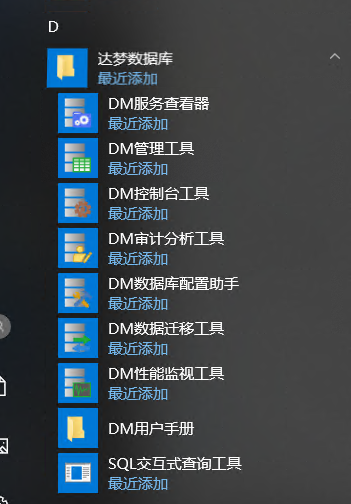 D
达梦数据库
最近添加
DM服务查看器
最近添加
DM管理工具
最近添加
DM控制台工具
最近添加
DM审计分析工具
最近添加
DM数据库配置助手
最近添加
DM数据迁移工具
最近添加
DM性能监视工具
最近添加
DM用户手册
SQL交互式查询工具
最近添加